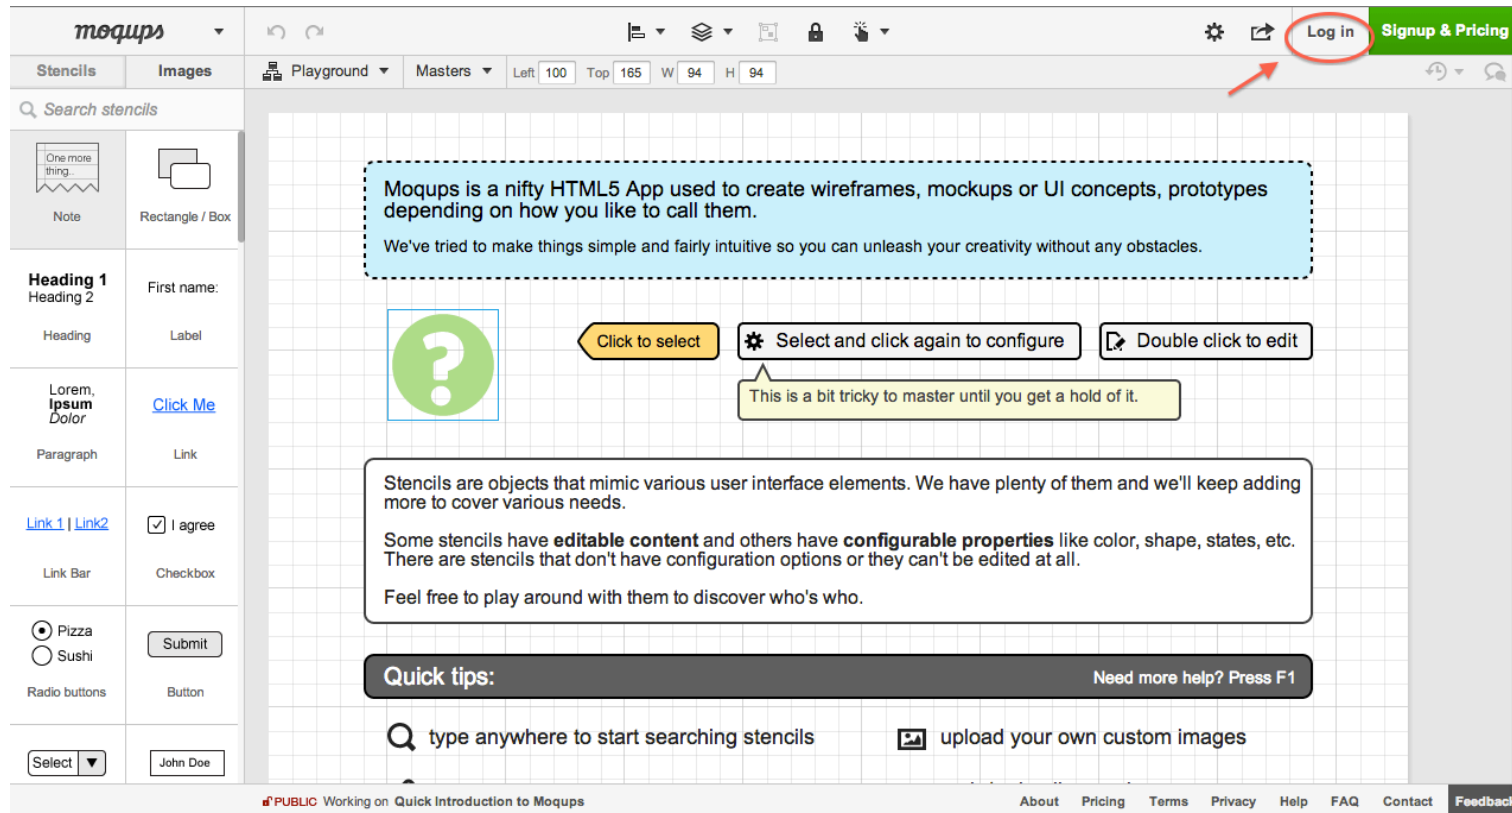 moqups
Log in
Signup & Pricing
Stencils
Images
Playground
Masters
Left 100 Top 165 W 94 H 94
Search stencils
One more
thing..
Note
Rectangle / Box
Heading 1
Heading 2
Heading
First name:
Label
Lorem,
Ipsum
Dolor
Paragraph
Click Me
Link
Link 1 | Link2
Link Bar
I agree
Checkbox
Pizza
Sushi
Radio buttons
Submit
Button
Select
John Doe
Moqups is a nifty HTML5 App used to create wireframes, mockups or UI concepts, prototypes
depending on how you like to call them.
We've tried to make things simple and fairly intuitive so you can unleash your creativity without any obstacles.
?
Click to select
Select and click again to configure
Double click to edit
This is a bit tricky to master until you get a hold of it.
Stencils are objects that mimic various user interface elements. We have plenty of them and we'll keep adding
more to cover various needs.
Some stencils have editable content and others have configurable properties like color, shape, states, etc.
There are stencils that don't have configuration options or they can't be edited at all.
Feel free to play around with them to discover who's who.
Quick tips:
Need more help? Press F1
type anywhere to start searching stencils
upload your own custom images
PUBLIC Working on Quick Introduction to Moqups
About Pricing Terms Privacy Help FAQ Contact Feedback